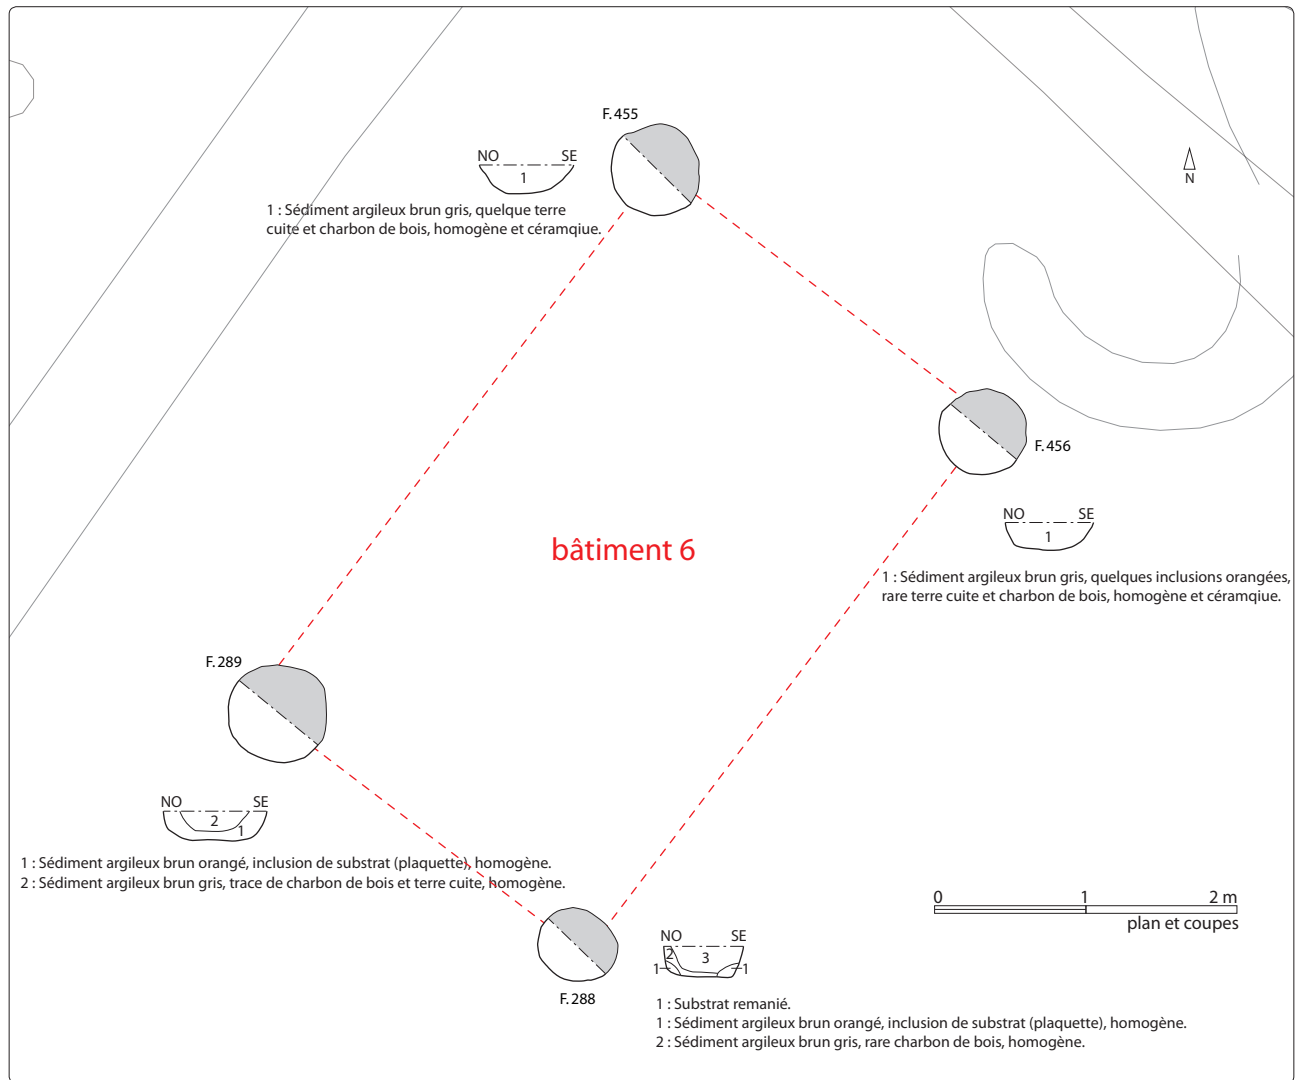 F. 455
NO SE
1
N
1 : Sédiment argileux brun gris, quelque terre
cuite et charbon de bois, homogène et céramqiue.
F. 456
NO SE
1
bâtiment 6
1 : Sédiment argileux brun gris, quelques inclusions orangées,
rare terre cuite et charbon de bois, homogène et céramqiue.
F. 289
NO SE
2
1
1 : Sédiment argileux brun orangé, inclusion de substrat (plaquette), homogène.
2 : Sédiment argileux brun gris, trace de charbon de bois et terre cuite, homogène.
0 1 2 m
plan et coupes
NO SE
2 3
1 1
F. 288
1 : Substrat remanié.
1 : Sédiment argileux brun orangé, inclusion de substrat (plaquette), homogène.
2 : Sédiment argileux brun gris, rare charbon de bois, homogène.